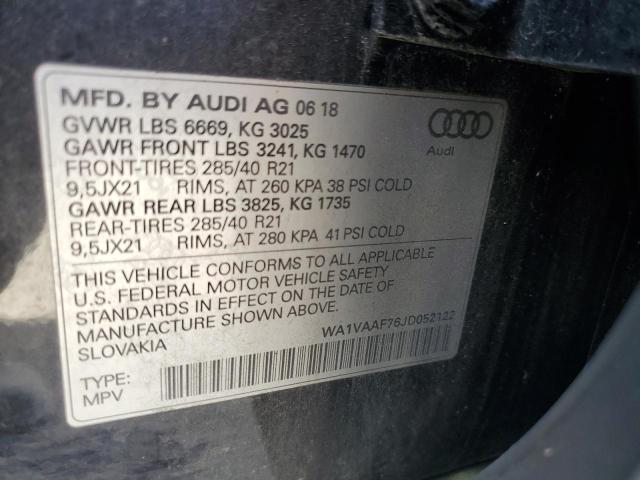 MFD. BY AUDI AG 06 18
GVWR LBS 6669, KG 3025
GAWR FRONT LBS 3241, KG 1470
FRONT-TIRES 285/40 R21
9,5JX21 RIMS, AT 260 KPA 38 PSI COLD
GAWR REAR LBS 3825, KG 1735
REAR-TIRES 285/40 R21
9,5JX21 RIMS, AT 280 KPA 41 PSI COLD
Audi
THIS VEHICLE CONFORMS TO ALL APPLICABLE
U.S. FEDERAL MOTOR VEHICLE SAFETY
STANDARDS IN EFFECT ON THE DATE OF
MANUFACTURE SHOWN ABOVE.
SLOVAKIA
WA1VAAF76JD052122
TYPE:
MPV